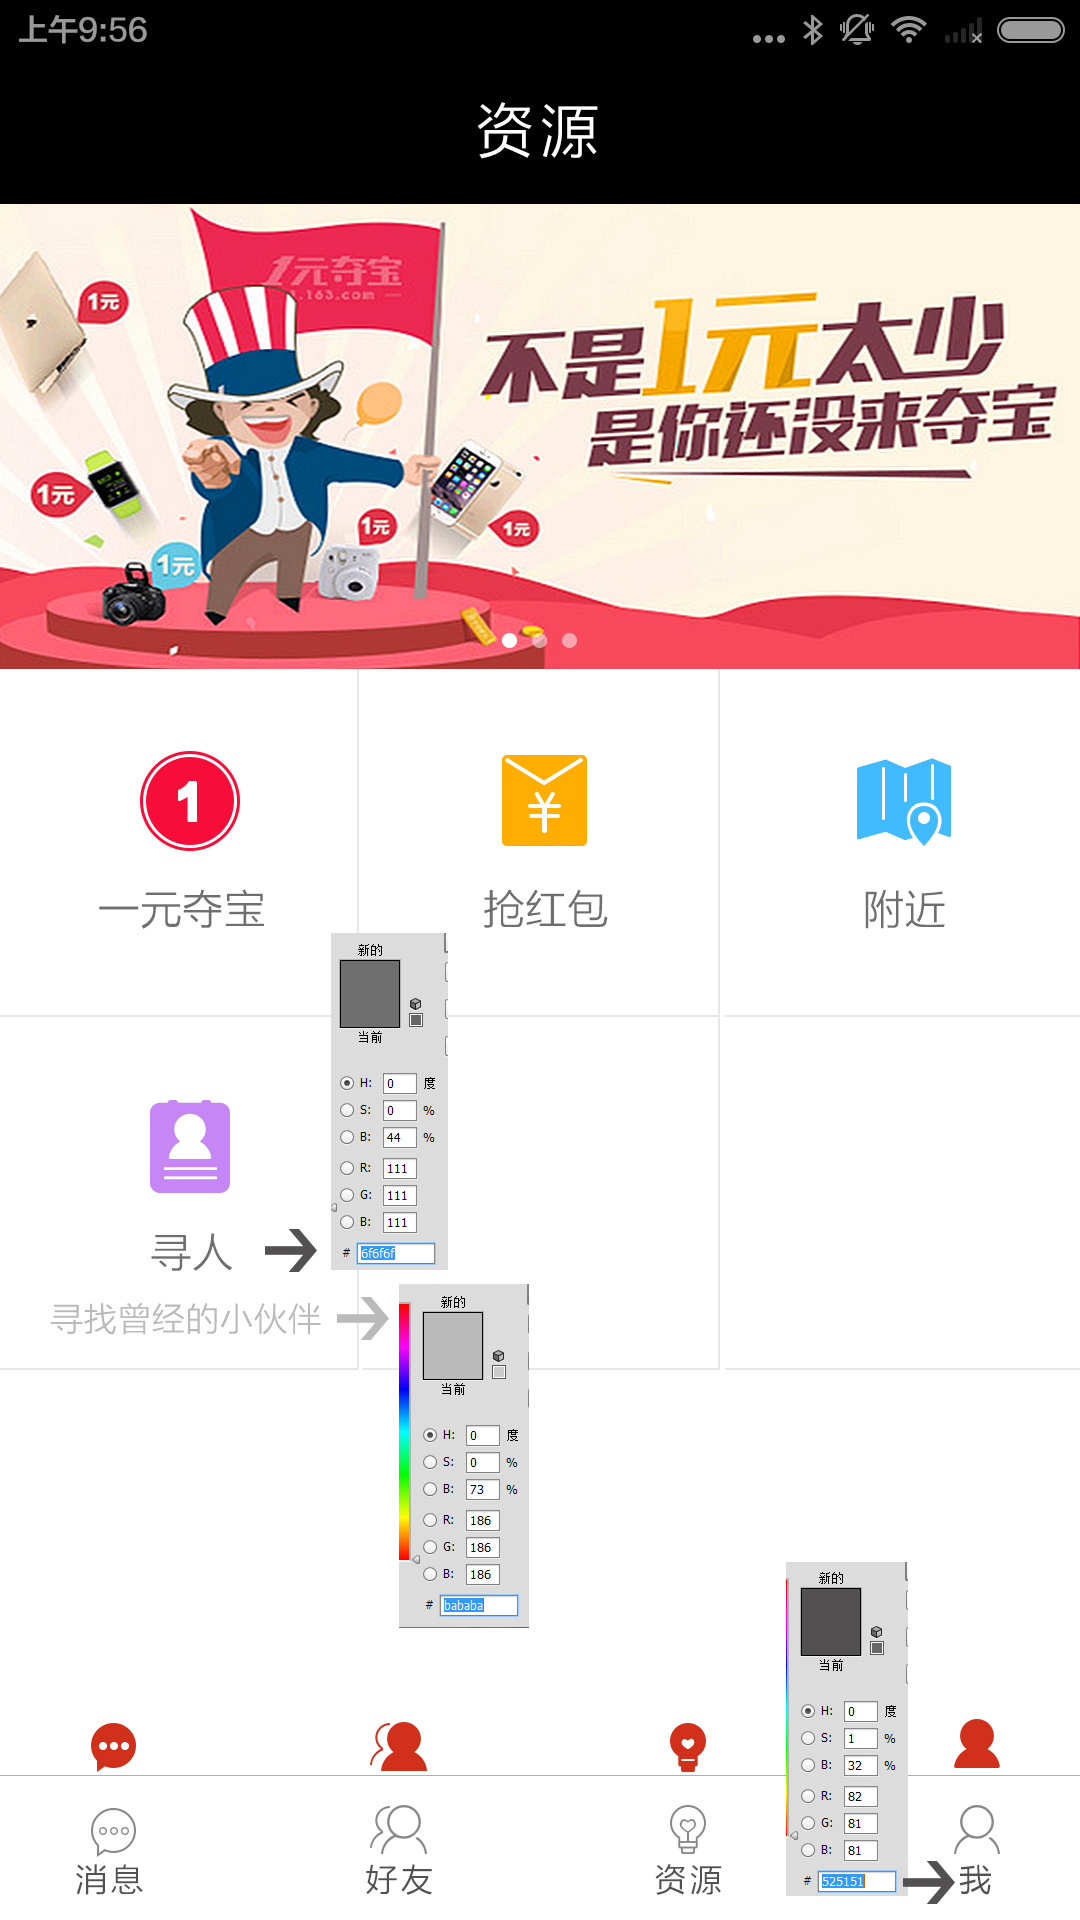 上午9:56
资源
1元夺宝
1.163.com
1元
不是1元太少
是你还没来夺宝
1元
1元
1元
1元
1
¥
一元夺宝
抢红包
附近
新的
当前
H: 0 度
S: 0 %
B: 44 %
R: 111
G: 111
B: 111
# 6f6f6f
寻人
寻找曾经的小伙伴
新的
当前
H: 0 度
S: 0 %
B: 73 %
R: 186
G: 186
B: 186
# bababa
新的
当前
H: 0 度
S: 1 %
B: 32 %
R: 82
G: 81
B: 81
# 525151
消息
好友
资源
我